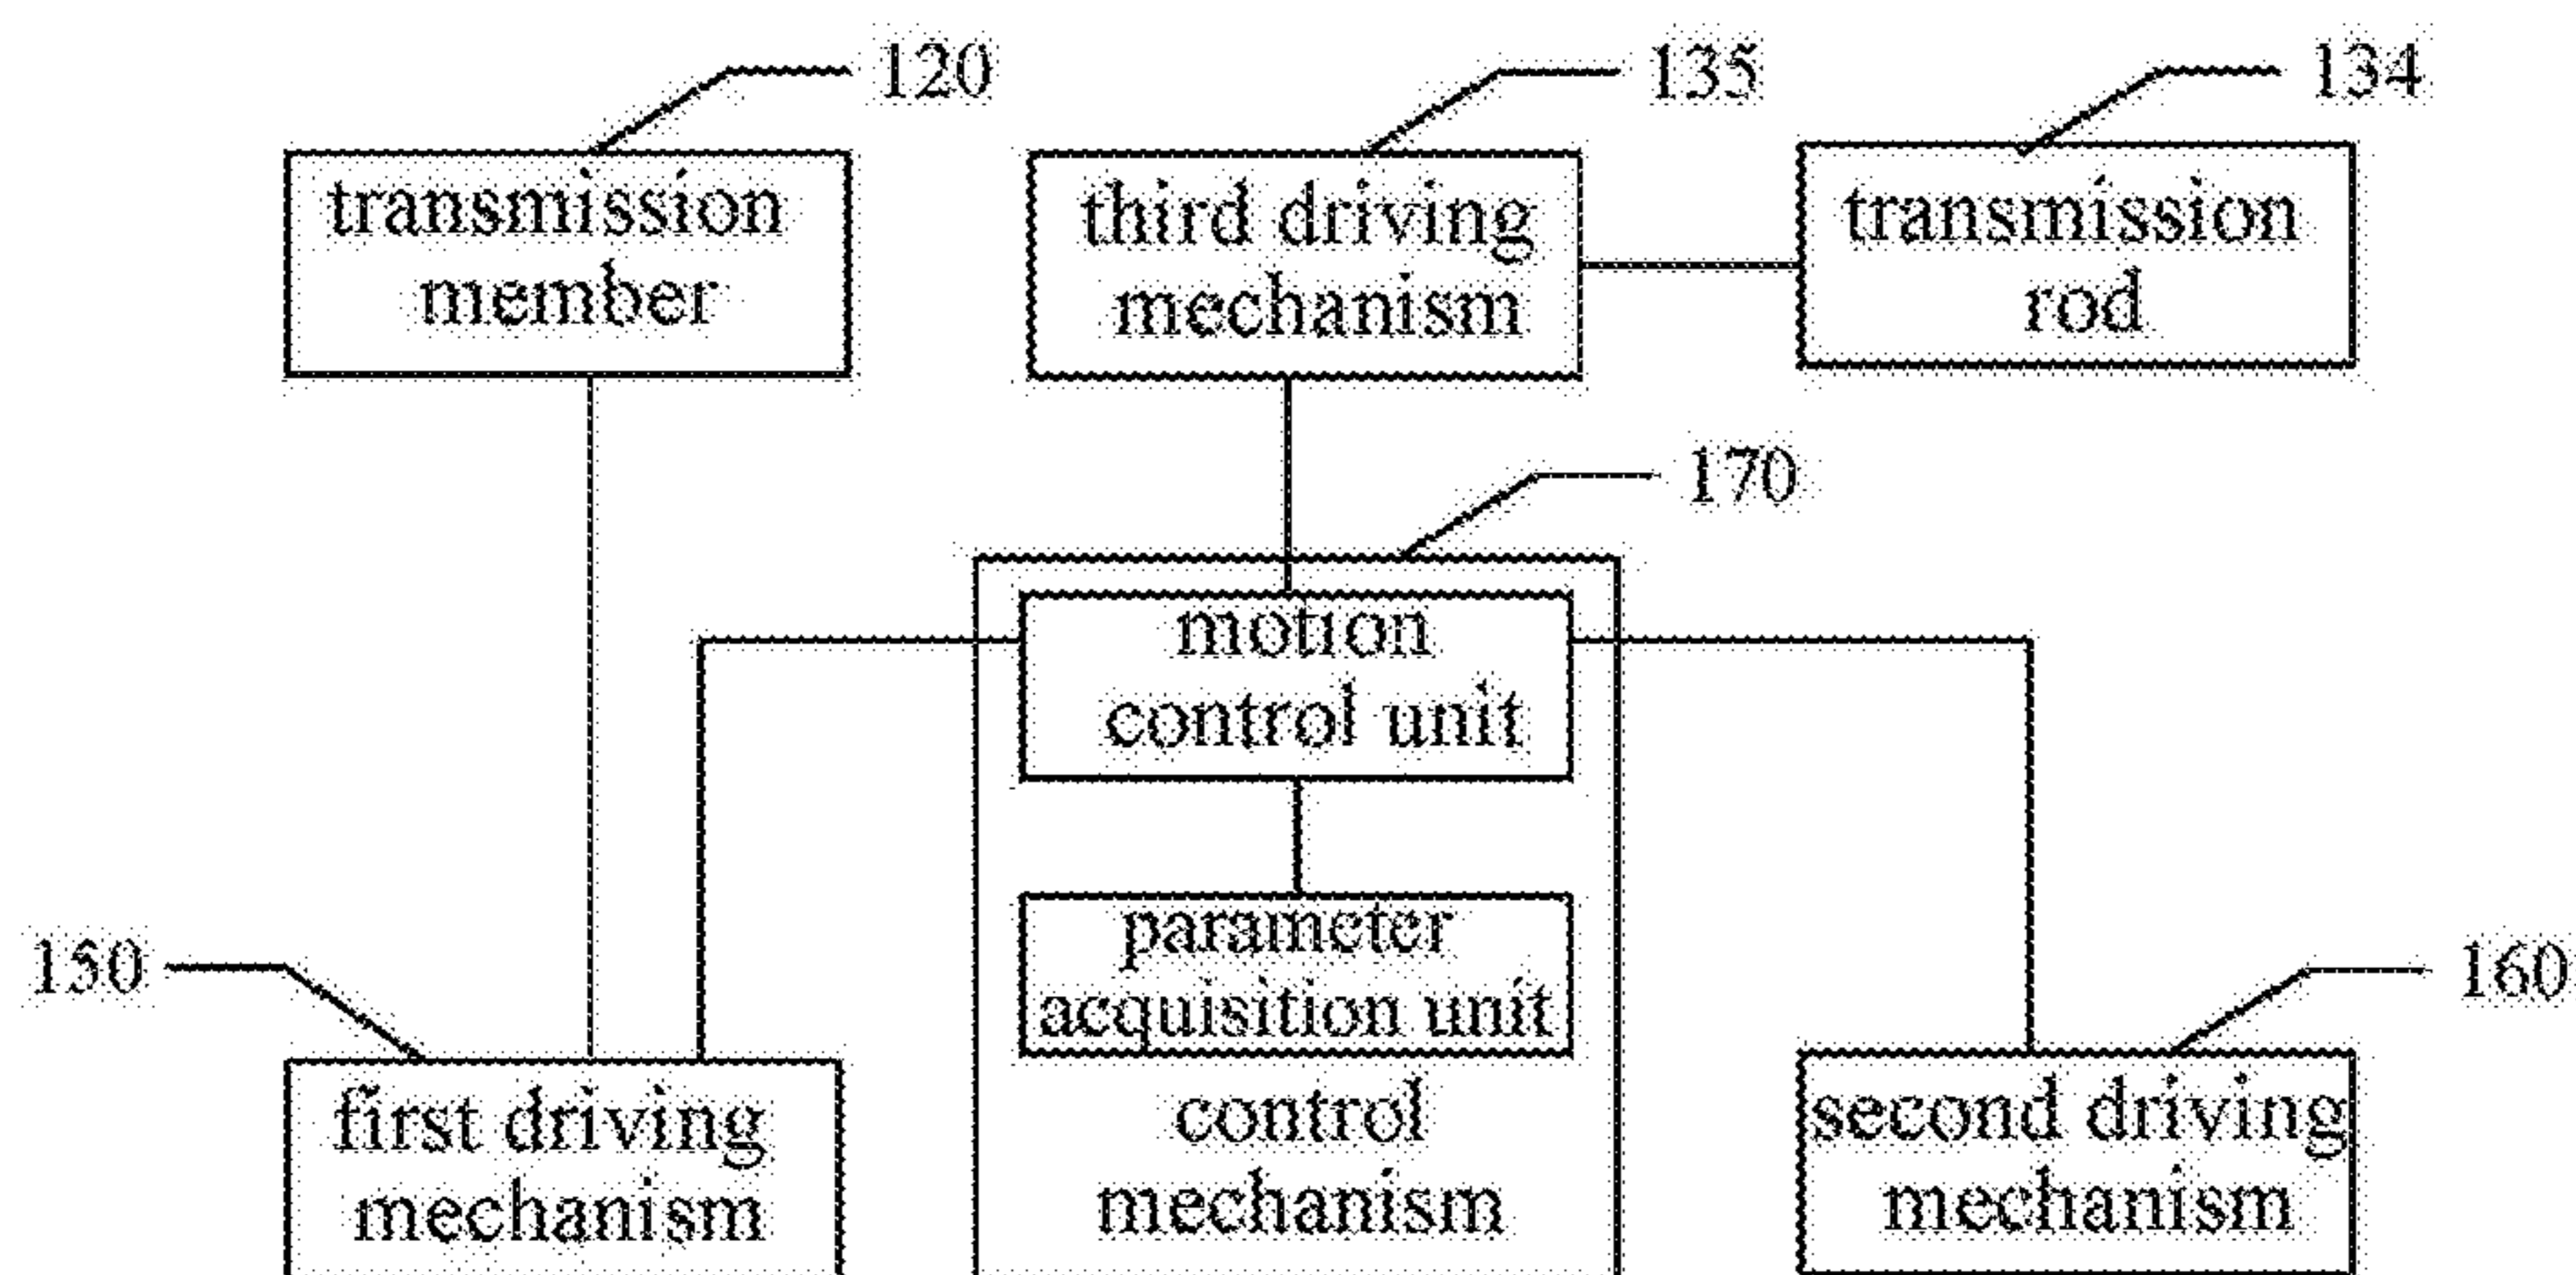 120
135
134
transmission
member
third driving
mechanism
transmission
rod
170
motion
control unit
parameter
acquisition unit
150
160
first driving
mechanism
control
mechanism
second driving
mechanism